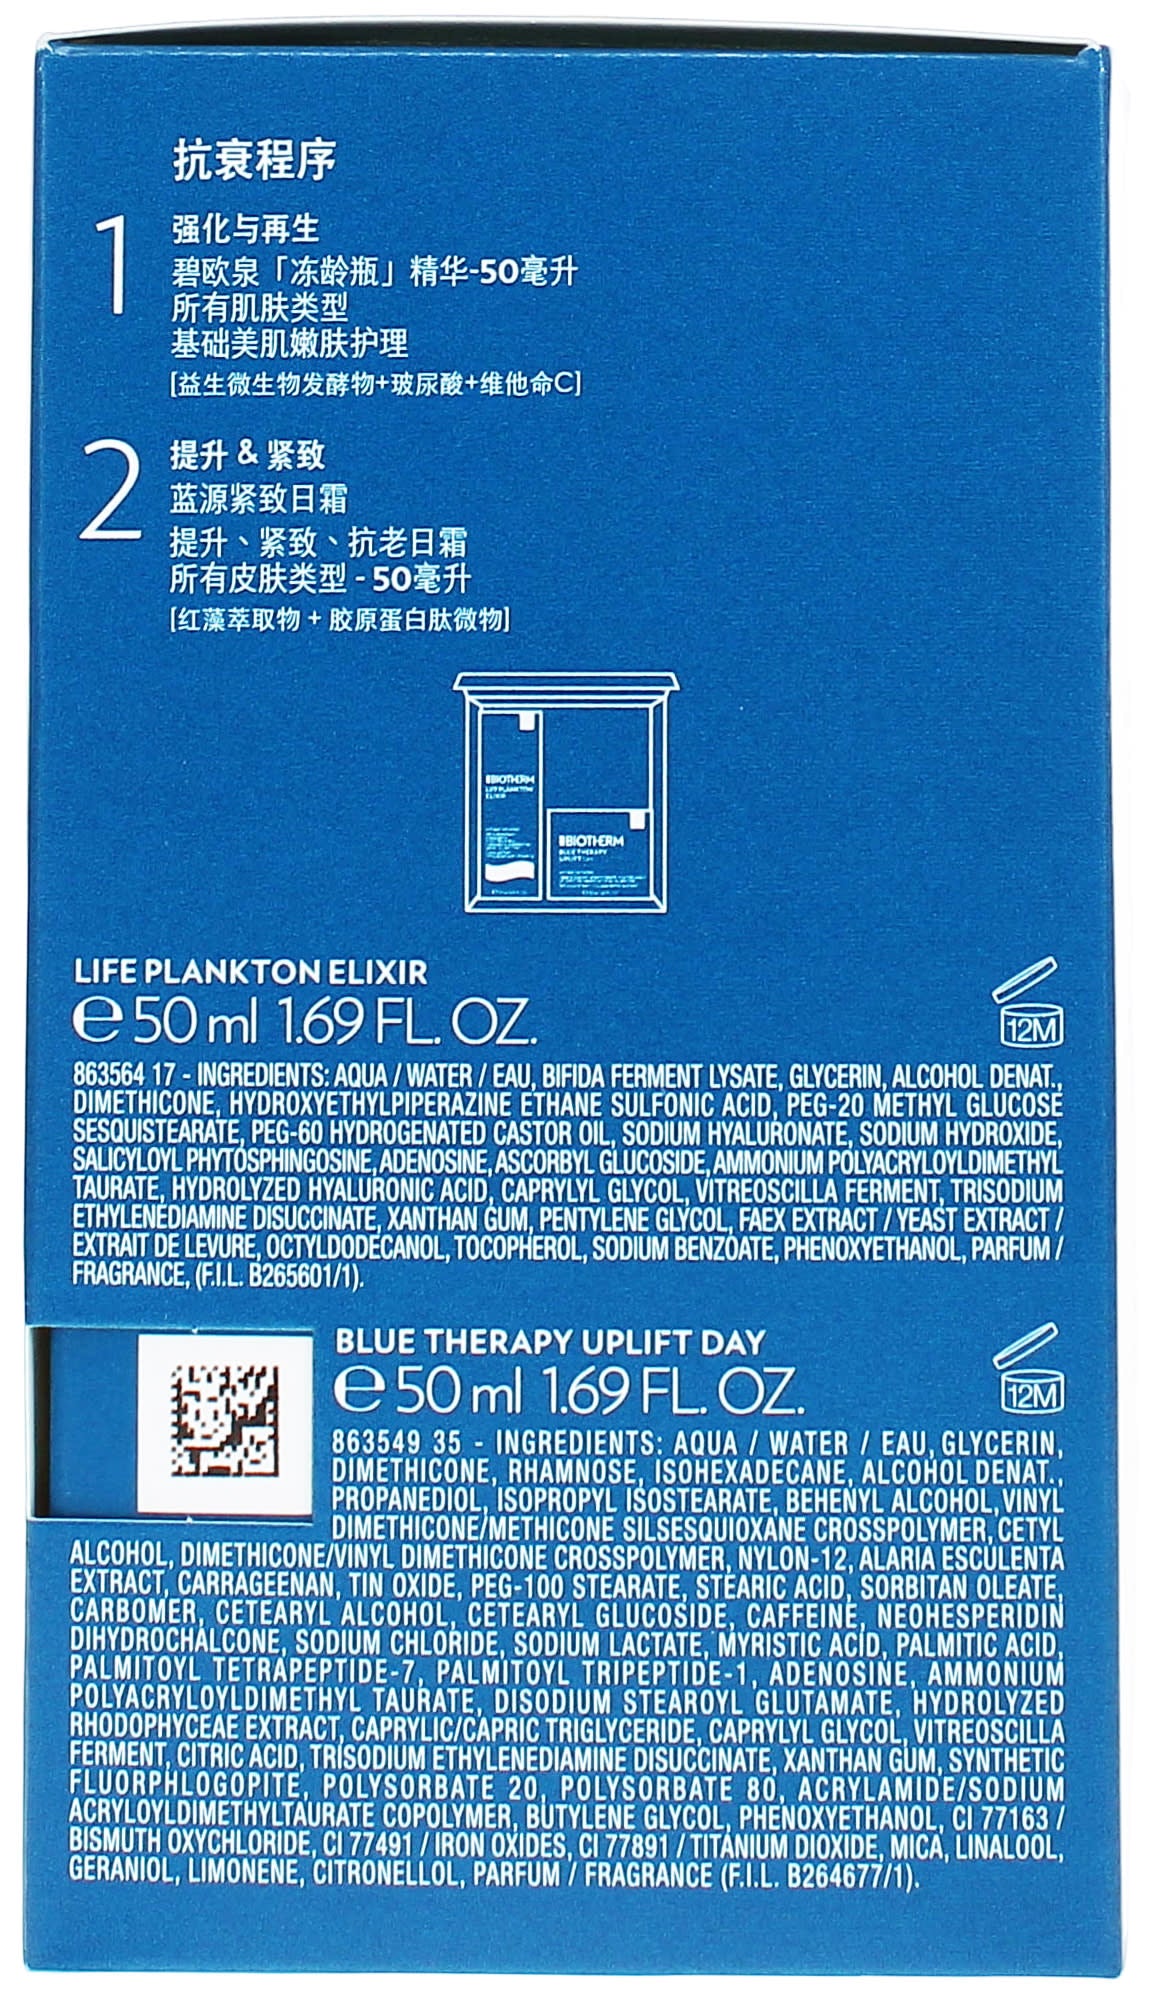 抗衰程序
1
强化与再生
碧欧泉「冻龄瓶」精华-50毫升
所有肌肤类型
基础美肌嫩肤护理
[益生微生物发酵物+玻尿酸+维他命C]
2
提升 & 紧致
蓝源紧致日霜
提升、紧致、抗老日霜
所有皮肤类型 - 50毫升
[红藻萃取物 + 胶原蛋白肽微物]
BIOTHERM
LIFE PLANKTON
ELIXIR
BIOTHERM
BLUE THERAPY
UPLIFT
LIFE PLANKTON ELIXIR
e 50 ml 1.69 FL. OZ.
12M
863564 17 - INGREDIENTS: AQUA / WATER / EAU, BIFIDA FERMENT LYSATE, GLYCERIN, ALCOHOL DENAT.,
DIMETHICONE, HYDROXYETHYLPIPERAZINE ETHANE SULFONIC ACID, PEG-20 METHYL GLUCOSE
SESQUISTEARATE, PEG-60 HYDROGENATED CASTOR OIL, SODIUM HYALURONATE, SODIUM HYDROXIDE,
SALICYLOYL PHYTOSPHINGOSINE, ADENOSINE, ASCORBYL GLUCOSIDE, AMMONIUM POLYACRYLOYLDIMETHYL
TAURATE, HYDROLYZED HYALURONIC ACID, CAPRYLYL GLYCOL, VITREOSCILLA FERMENT, TRISODIUM
ETHYLENEDIAMINE DISUCCINATE, XANTHAN GUM, PENTYLENE GLYCOL, FAEX EXTRACT / YEAST EXTRACT /
EXTRAIT DE LEVURE, OCTYLDODECANOL, TOCOPHEROL, SODIUM BENZOATE, PHENOXYETHANOL, PARFUM /
FRAGRANCE, (F.I.L. B265601/1).
BLUE THERAPY UPLIFT DAY
e 50 ml 1.69 FL. OZ.
12M
863549 35 - INGREDIENTS: AQUA / WATER / EAU, GLYCERIN,
DIMETHICONE, RHAMNOSE, ISOHEXADECANE, ALCOHOL DENAT.,
PROPANEDIOL, ISOPROPYL ISOSTEARATE, BEHENYL ALCOHOL, VINYL
DIMETHICONE/METHICONE SILSESQUIOXANE CROSSPOLYMER, CETYL
ALCOHOL, DIMETHICONE/VINYL DIMETHICONE CROSSPOLYMER, NYLON-12, ALARIA ESCULENTA
EXTRACT, CARRAGEENAN, TIN OXIDE, PEG-100 STEARATE, STEARIC ACID, SORBITAN OLEATE,
CARBOMER, CETEARYL ALCOHOL, CETEARYL GLUCOSIDE, CAFFEINE, NEOHESPERIDIN
DIHYDROCHALCONE, SODIUM CHLORIDE, SODIUM LACTATE, MYRISTIC ACID, PALMITIC ACID,
PALMITOYL TETRAPEPTIDE-7, PALMITOYL TRIPEPTIDE-1, ADENOSINE, AMMONIUM
POLYACRYLOYLDIMETHYL TAURATE, DISODIUM STEAROYL GLUTAMATE, HYDROLYZED
RHODOPHYCEAE EXTRACT, CAPRYLIC/CAPRIC TRIGLYCERIDE, CAPRYLYL GLYCOL, VITREOSCILLA
FERMENT, CITRIC ACID, TRISODIUM ETHYLENEDIAMINE DISUCCINATE, XANTHAN GUM, SYNTHETIC
FLUORPHLOGOPITE, POLYSORBATE 20, POLYSORBATE 80, ACRYLAMIDE/SODIUM
ACRYLOYLDIMETHYLTAURATE COPOLYMER, BUTYLENE GLYCOL, PHENOXYETHANOL, CI 77163 /
BISMUTH OXYCHLORIDE, CI 77491 / IRON OXIDES, CI 77891 / TITANIUM DIOXIDE, MICA, LINALOOL,
GERANIOL, LIMONENE, CITRONELLOL, PARFUM / FRAGRANCE (F.I.L. B264677/1).